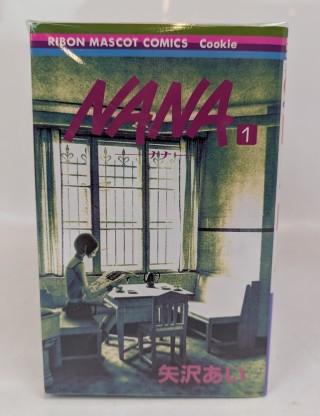 RIBON MASCOT COMICS Cookie
NANA 1
―ナナ―
矢沢あい